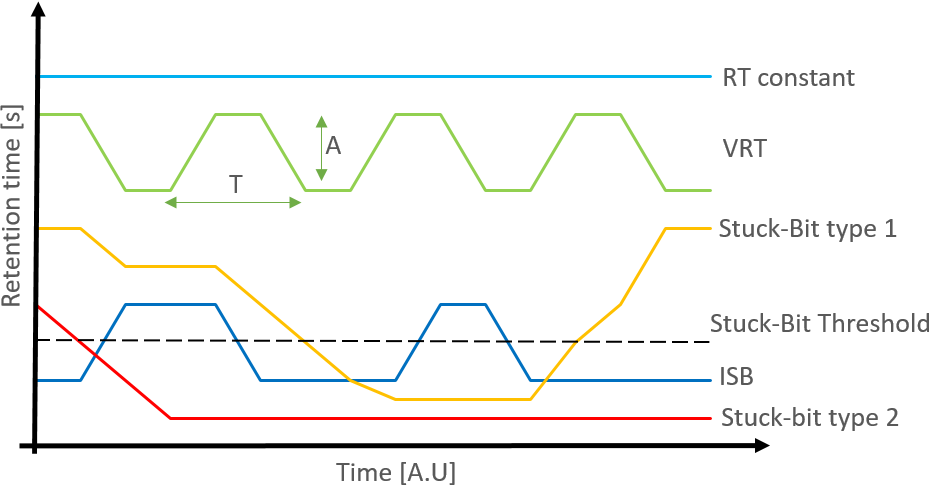 RT constant
Retention time [s]
A
VRT
T
Stuck-Bit type 1
Stuck-Bit Threshold
ISB
Stuck-bit type 2
Time [A.U]